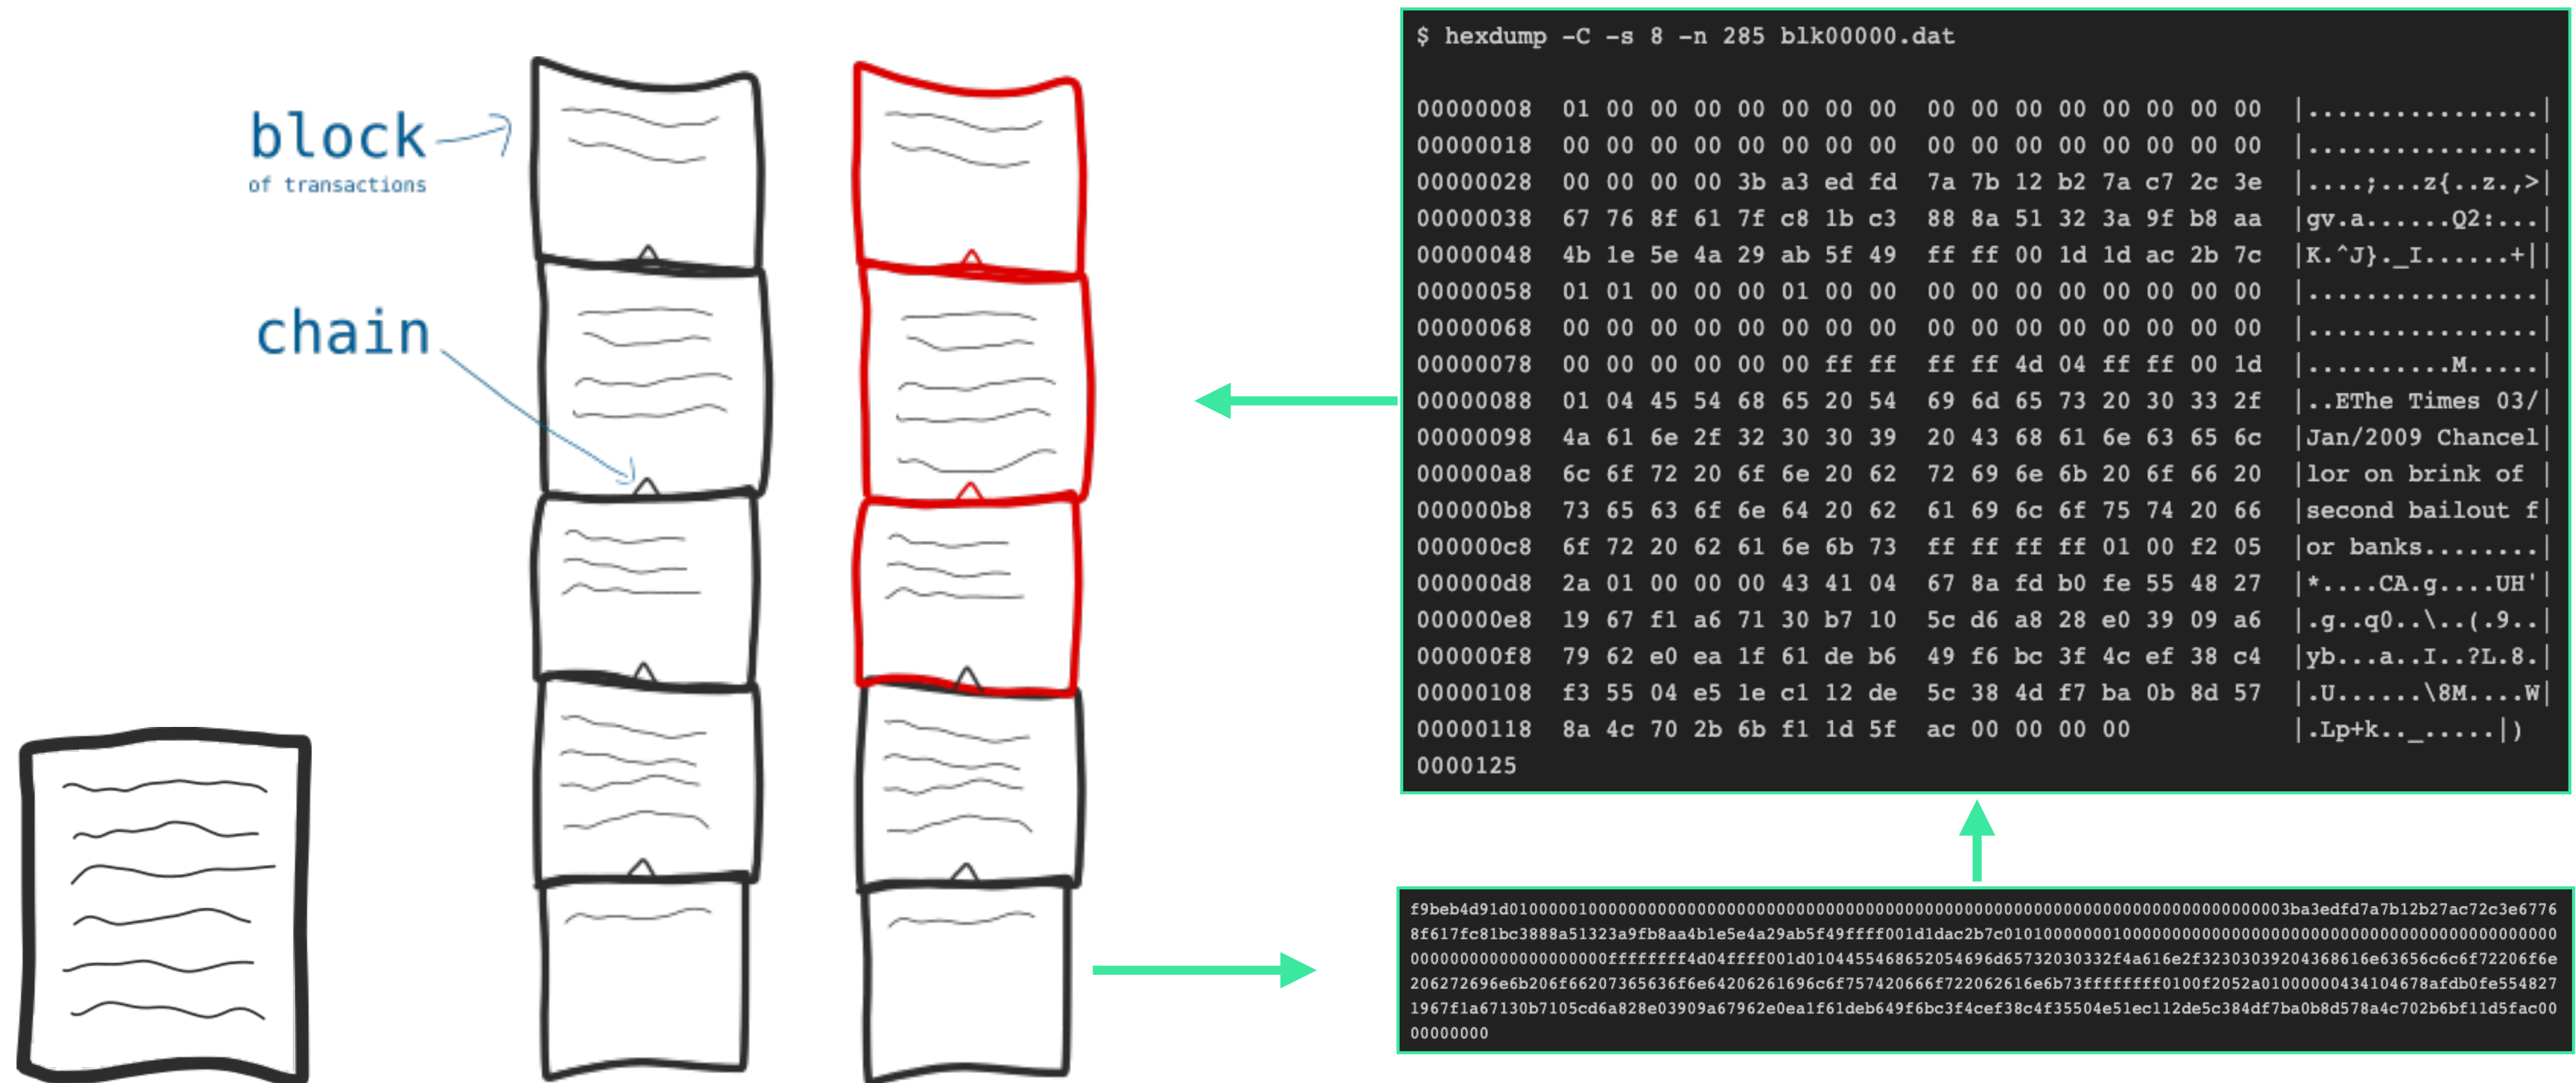 block
of transactions
chain
$ hexdump -C -s 8 -n 285 blk00000.dat
00000008 01 00 00 00 00 00 00 00 00 00 00 00 00 00 00 00 |................|
00000018 00 00 00 00 00 00 00 00 00 00 00 00 00 00 00 00 |................|
00000028 00 00 00 00 3b a3 ed fd 7a 7b 12 b2 7a c7 2c 3e |....;...z{..z.,>|
00000038 67 76 8f 61 7f c8 1b c3 88 8a 51 32 3a 9f b8 aa |gv.a......Q2:...|
00000048 4b 1e 5e 4a 29 ab 5f 49 ff ff 00 1d 1d ac 2b 7c |K.^J}._I......+||
00000058 01 01 00 00 00 01 00 00 00 00 00 00 00 00 00 00 |................|
00000068 00 00 00 00 00 00 00 00 00 00 00 00 00 00 00 00 |................|
00000078 00 00 00 00 00 00 ff ff ff ff 4d 04 ff ff 00 1d |..........M.....|
00000088 01 04 45 54 68 65 20 54 69 6d 65 73 20 30 33 2f |..EThe Times 03/|
00000098 4a 61 6e 2f 32 30 30 39 20 43 68 61 6e 63 65 6c |Jan/2009 Chancel|
000000a8 6c 6f 72 20 6f 6e 20 62 72 69 6e 6b 20 6f 66 20 |lor on brink of |
000000b8 73 65 63 6f 6e 64 20 62 61 69 6c 6f 75 74 20 66 |second bailout f|
000000c8 6f 72 20 62 61 6e 6b 73 ff ff ff ff 01 00 f2 05 |or banks........|
000000d8 2a 01 00 00 00 43 41 04 67 8a fd b0 fe 55 48 27 |*....CA.g....UH'|
000000e8 19 67 f1 a6 71 30 b7 10 5c d6 a8 28 e0 39 09 a6 |.g..q0..\..(.9..|
000000f8 79 62 e0 ea 1f 61 de b6 49 f6 bc 3f 4c ef 38 c4 |yb...a..I..?L.8.|
00000108 f3 55 04 e5 1e c1 12 de 5c 38 4d f7 ba 0b 8d 57 |.U......\8M....W|
00000118 8a 4c 70 2b 6b f1 1d 5f ac 00 00 00 00 |.Lp+k.._.....|)
0000125
f9beb4d91d0100000100000000000000000000000000000000000000000000000000000000000000000000003ba3edfd7a7b12b27ac72c3e6776
8f617fc81bc3888a51323a9fb8aa4b1e5e4a29ab5f49ffff001d1dac2b7c01010000000100000000000000000000000000000000000000000000
00000000000000000000ffffffff4d04ffff001d0104455468652054696d65732030332f4a616e2f32303039204368616e63656c6c6f72206f6e
206272696e6b206f66207365636f6e64206261696c6f757420666f722062616e6b73ffffffff0100f2052a01000000434104678afdb0fe554827
1967f1a67130b7105cd6a828e03909a67962e0ea1f61deb649f6bc3f4cef38c4f35504e51ec112de5c384df7ba0b8d578a4c702b6bf11d5fac00
00000000